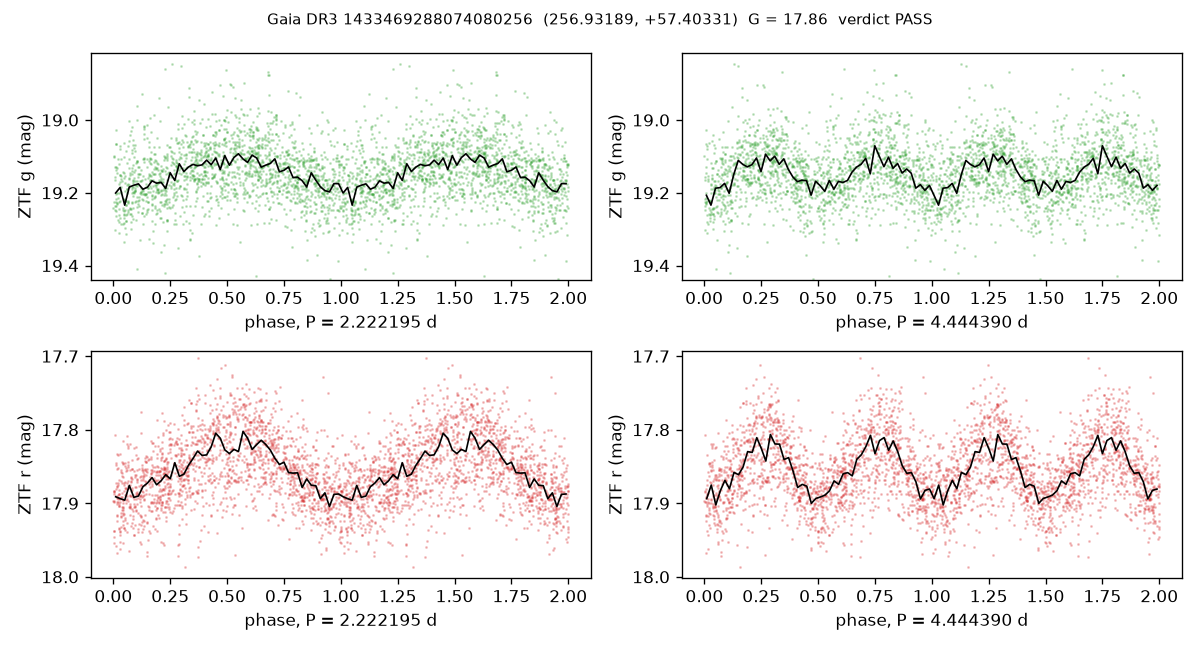 Gaia DR3 1433469288074080256  (256.93189, +57.40331)  G = 17.86  verdict PASS
ZTF g (mag)
19.0
19.2
19.4
0.00 0.25 0.50 0.75 1.00 1.25 1.50 1.75 2.00
phase, P = 2.222195 d
ZTF g (mag)
19.0
19.2
19.4
0.00 0.25 0.50 0.75 1.00 1.25 1.50 1.75 2.00
phase, P = 4.444390 d
ZTF r (mag)
17.7
17.8
17.9
18.0
0.00 0.25 0.50 0.75 1.00 1.25 1.50 1.75 2.00
phase, P = 2.222195 d
ZTF r (mag)
17.7
17.8
17.9
18.0
0.00 0.25 0.50 0.75 1.00 1.25 1.50 1.75 2.00
phase, P = 4.444390 d